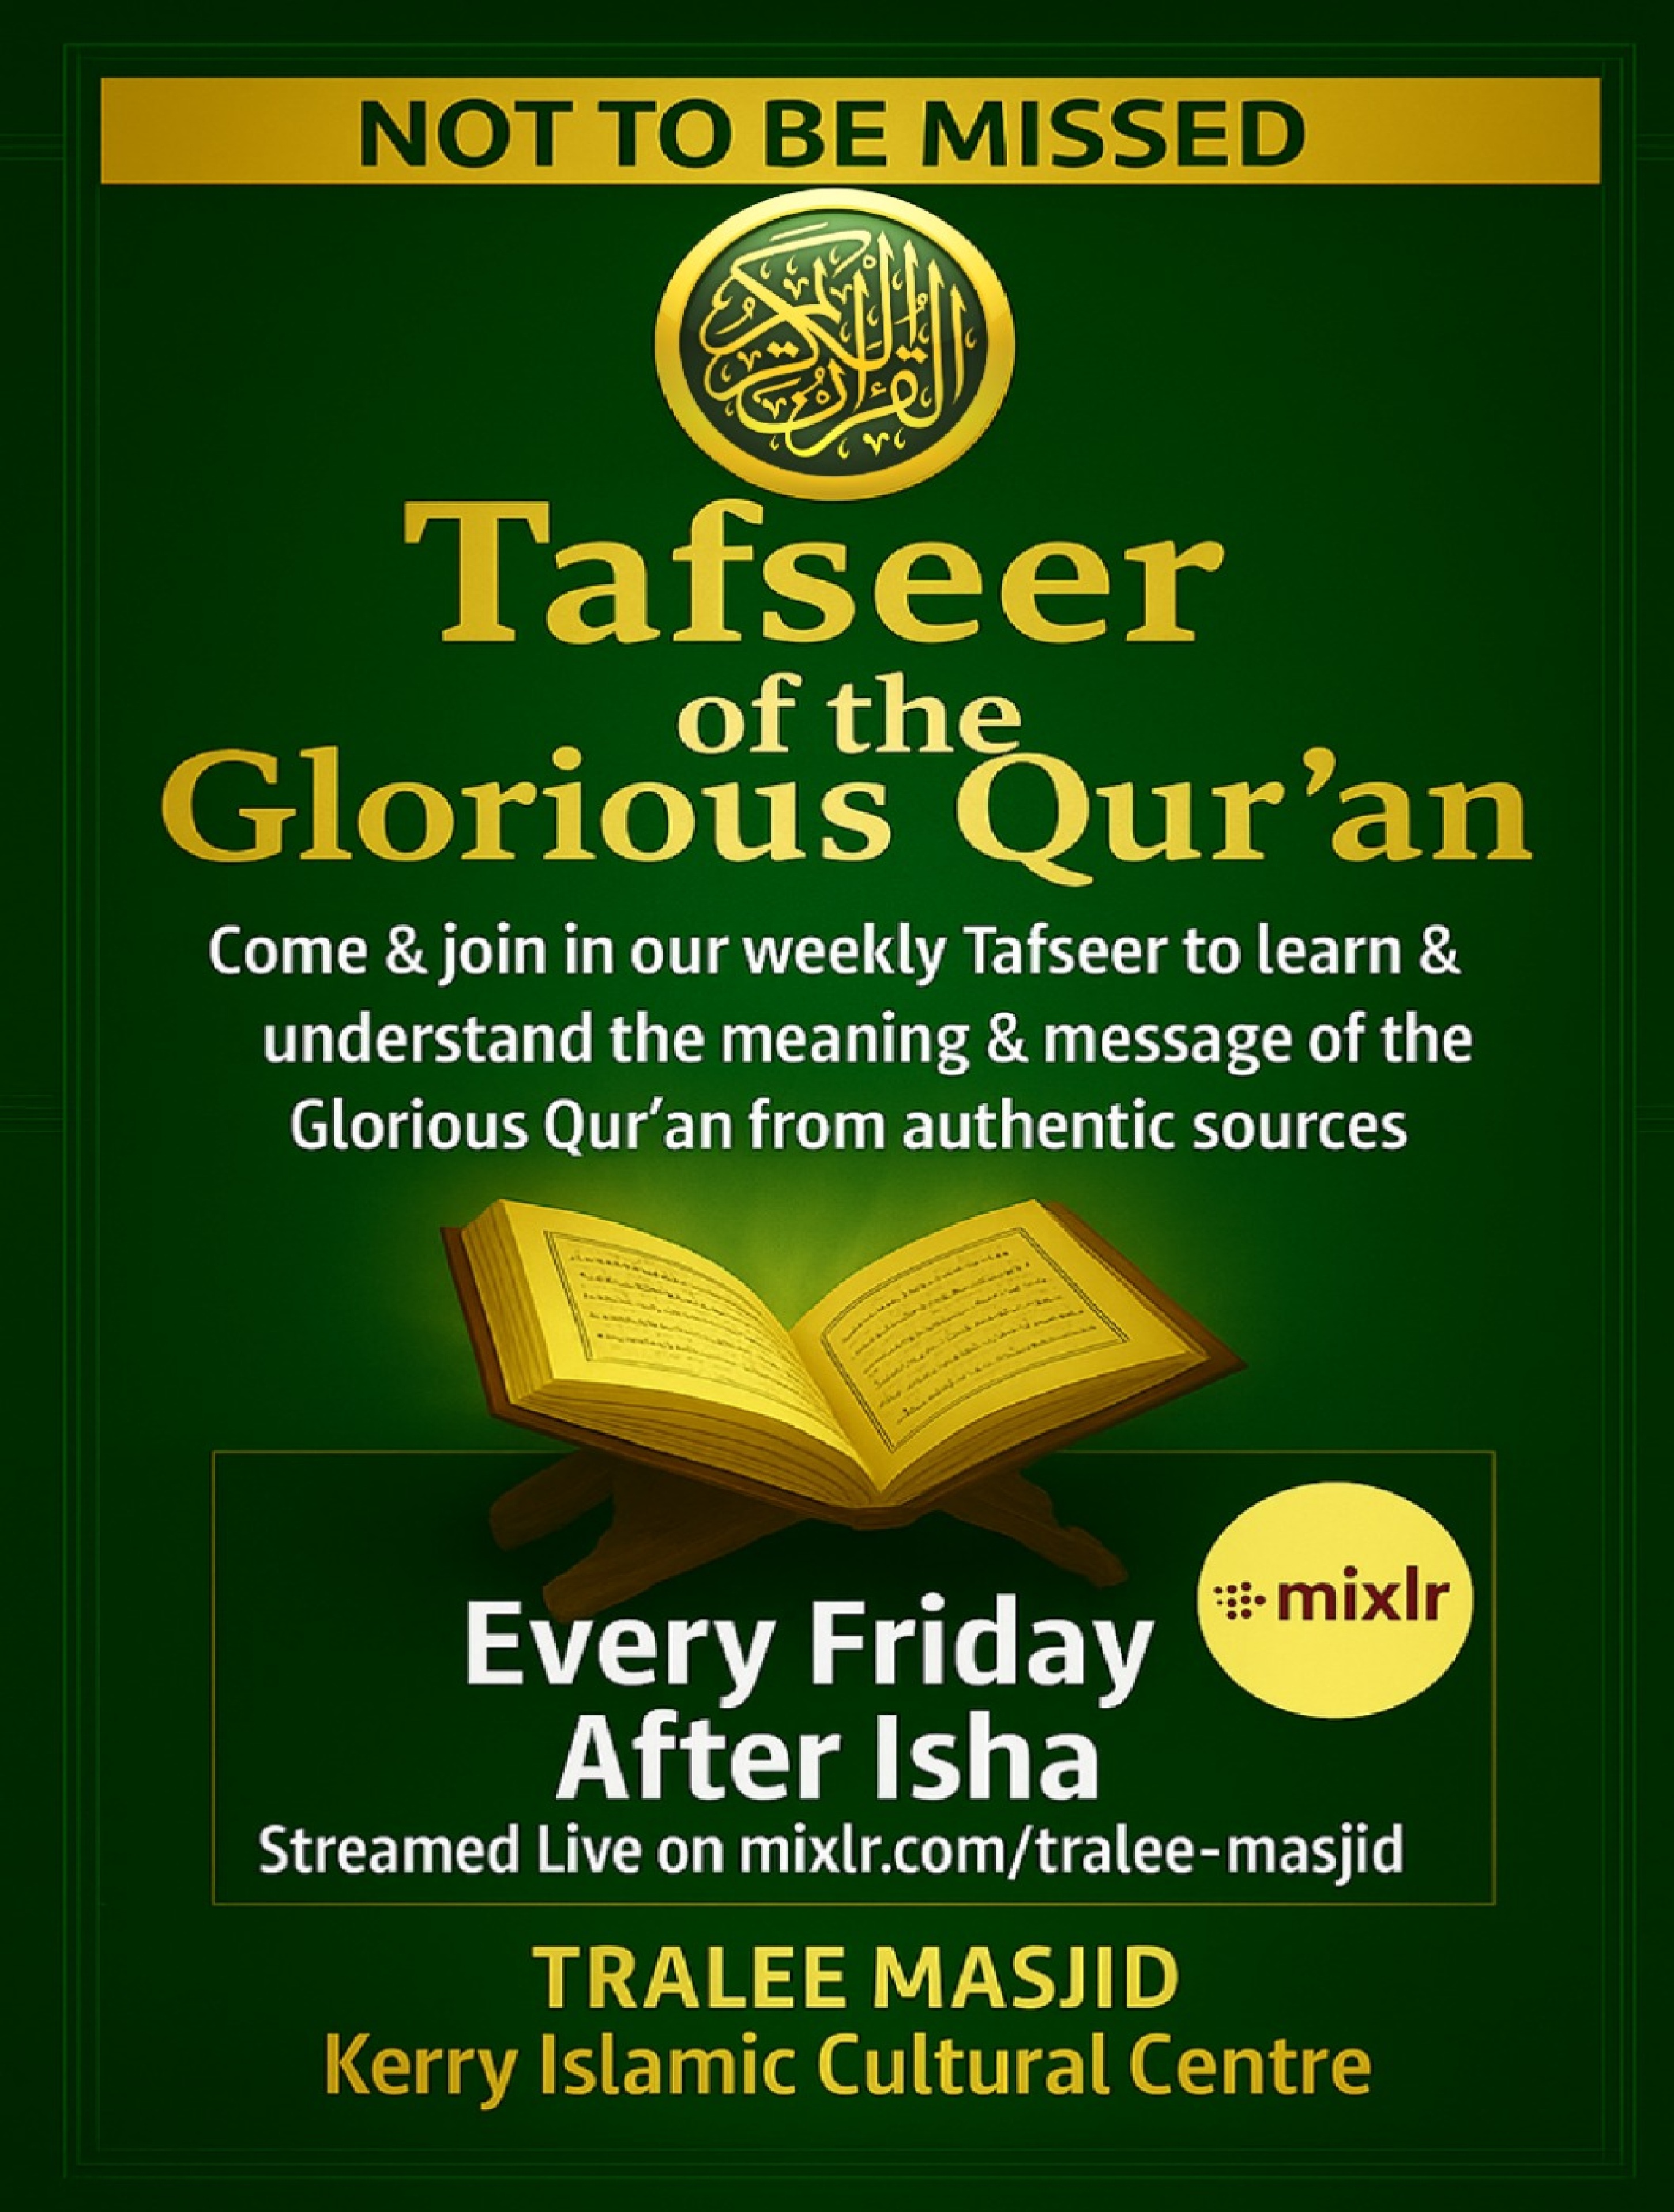 NOT TO BE MISSED
القرآن الكريم
Tafseer
of the
Glorious Qur’an
Come & join in our weekly Tafseer to learn &
understand the meaning & message of the
Glorious Qur’an from authentic sources
mixlr
Every Friday
After Isha
Streamed Live on mixlr.com/tralee-masjid
TRALEE MASJID
Kerry Islamic Cultural Centre